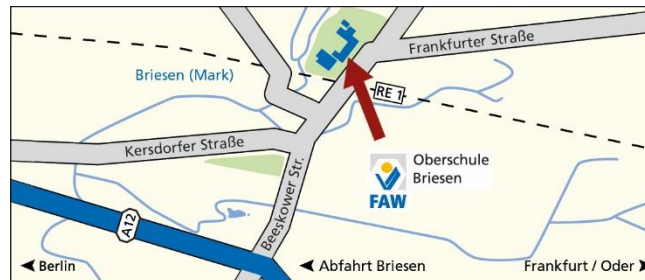 Frankfurter Straße
Briesen (Mark)
RE 1
Kersdorfer Straße
Oberschule
Briesen
FAW
Beeskower Str.
A12
Berlin
Abfahrt Briesen
Frankfurt / Oder